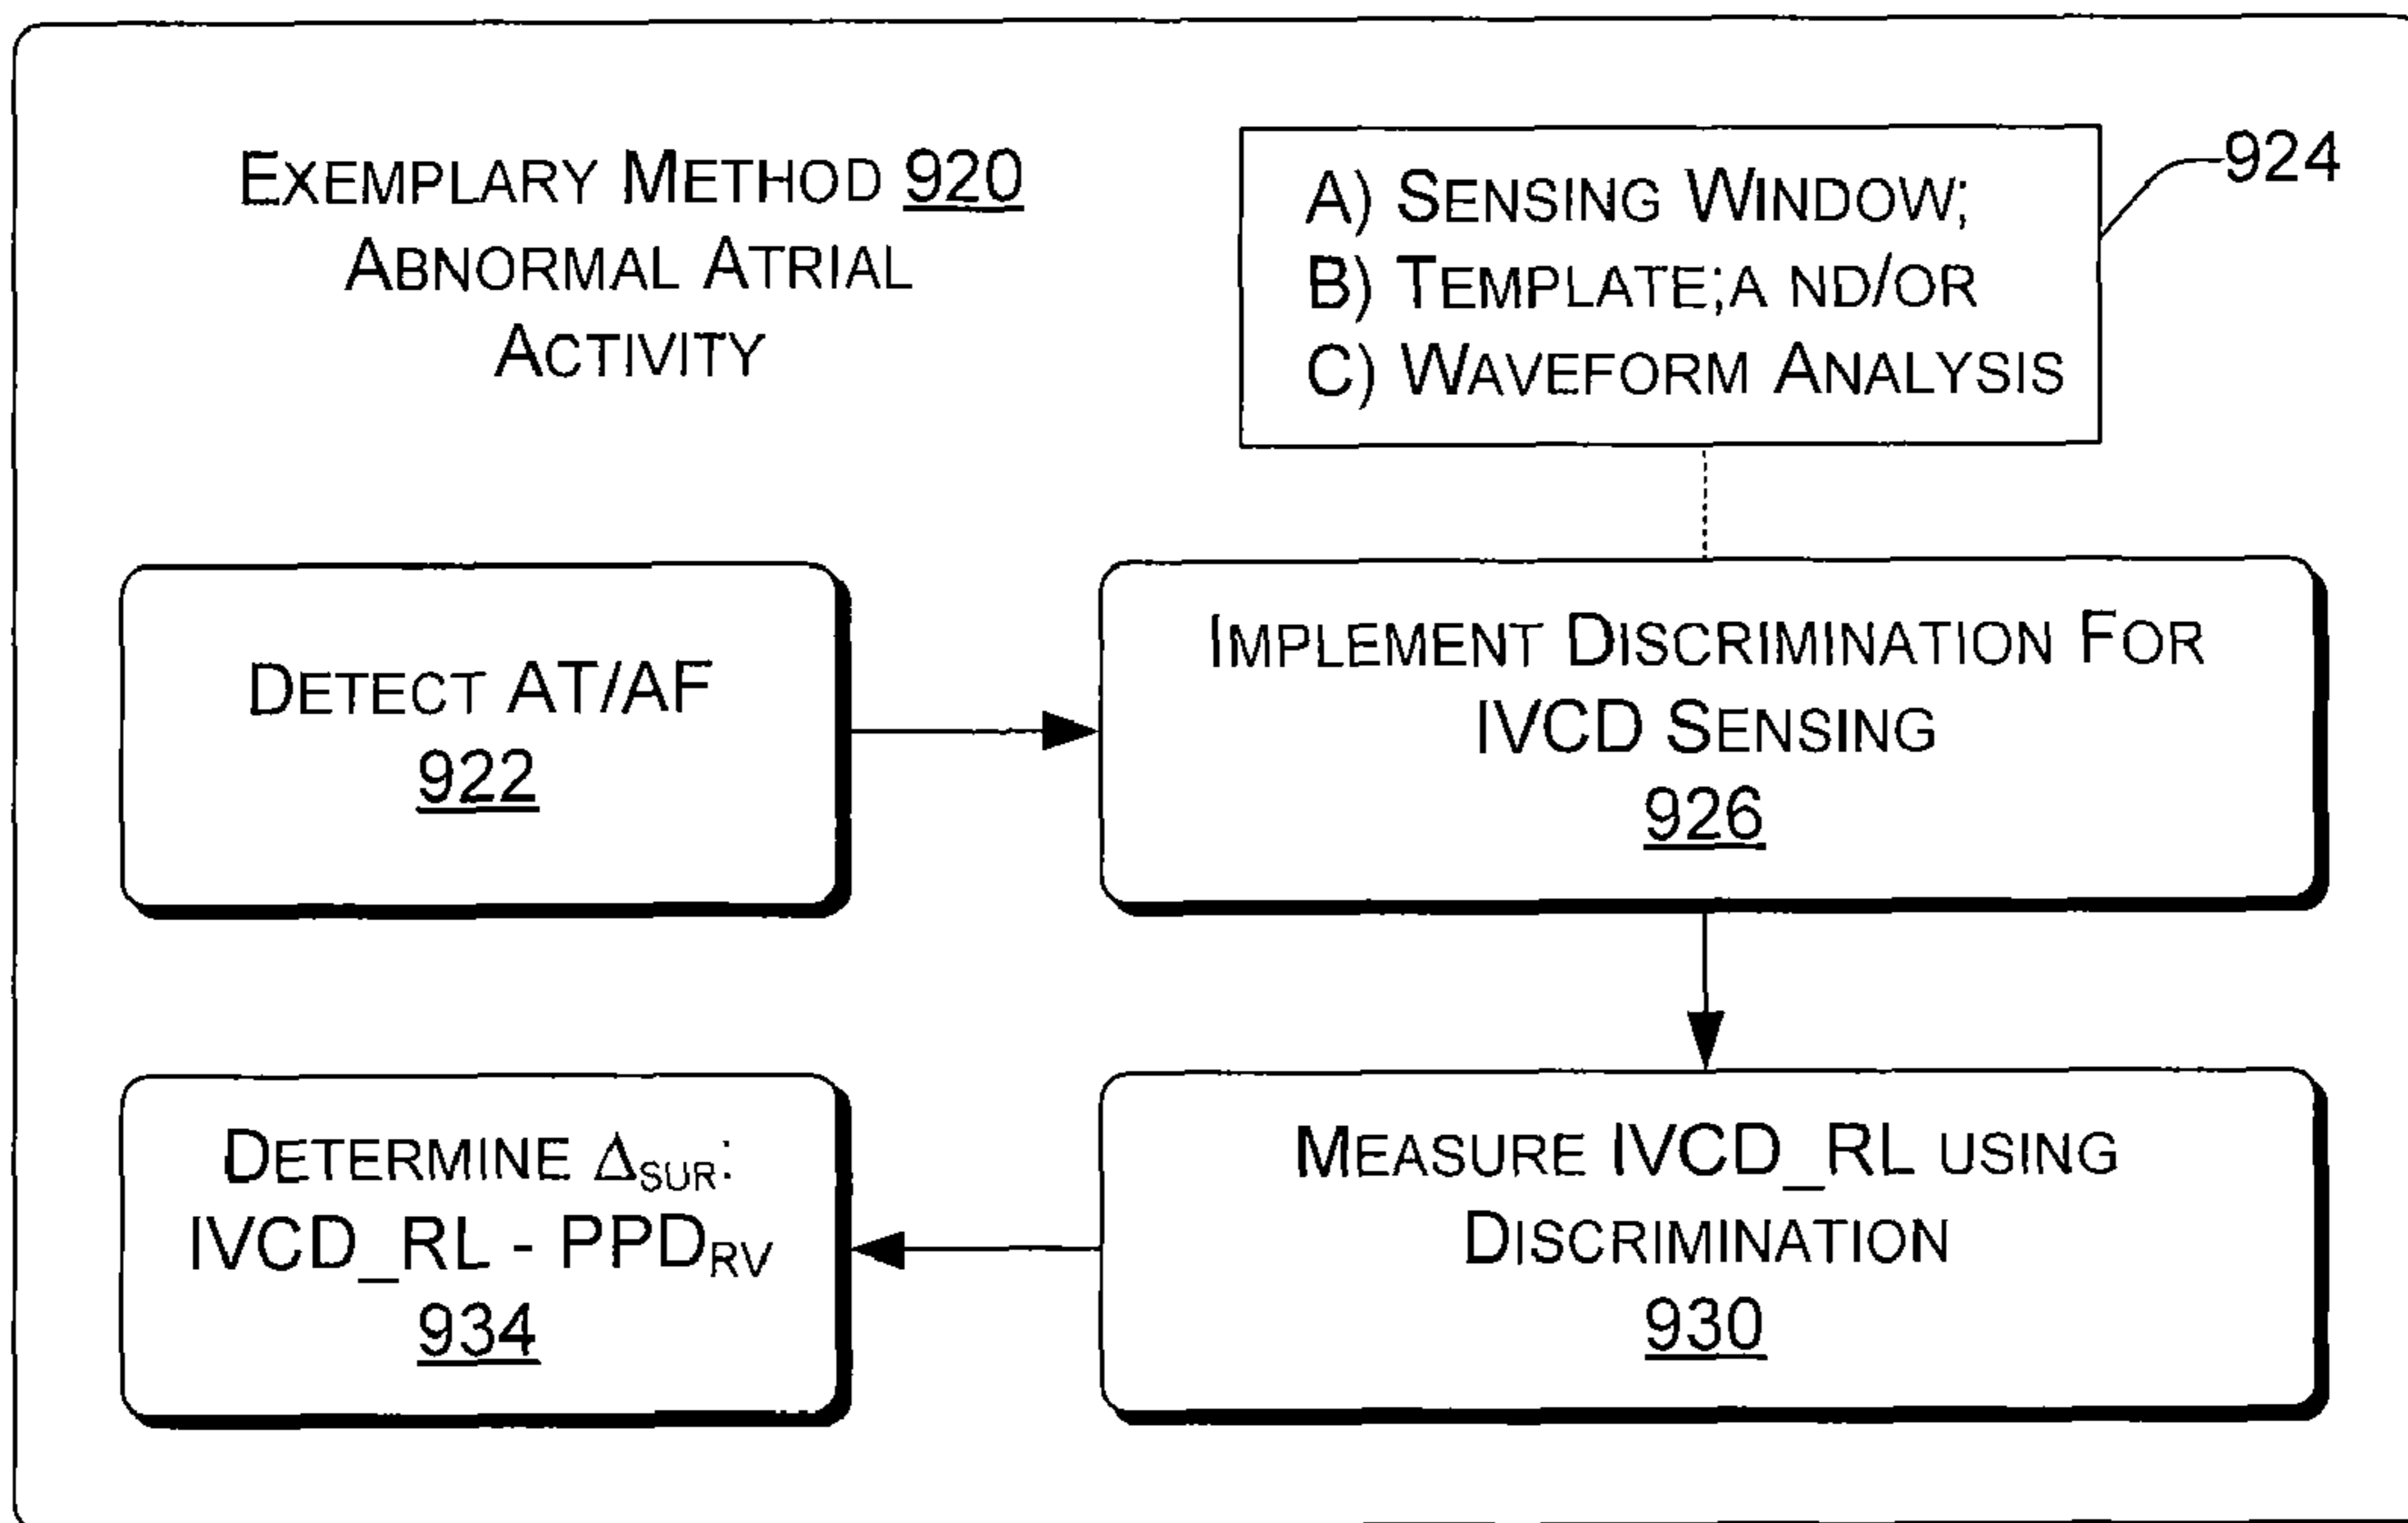 EXEMPLARY METHOD 920
ABNORMAL ATRIAL
ACTIVITY
A) SENSING WINDOW;
B) TEMPLATE;A ND/OR
C) WAVEFORM ANALYSIS
924
DETECT AT/AF
922
IMPLEMENT DISCRIMINATION FOR
IVCD SENSING
926
MEASURE IVCD_RL USING
DISCRIMINATION
930
DETERMINE ΔSUR:
IVCD_RL - PPDRV
934